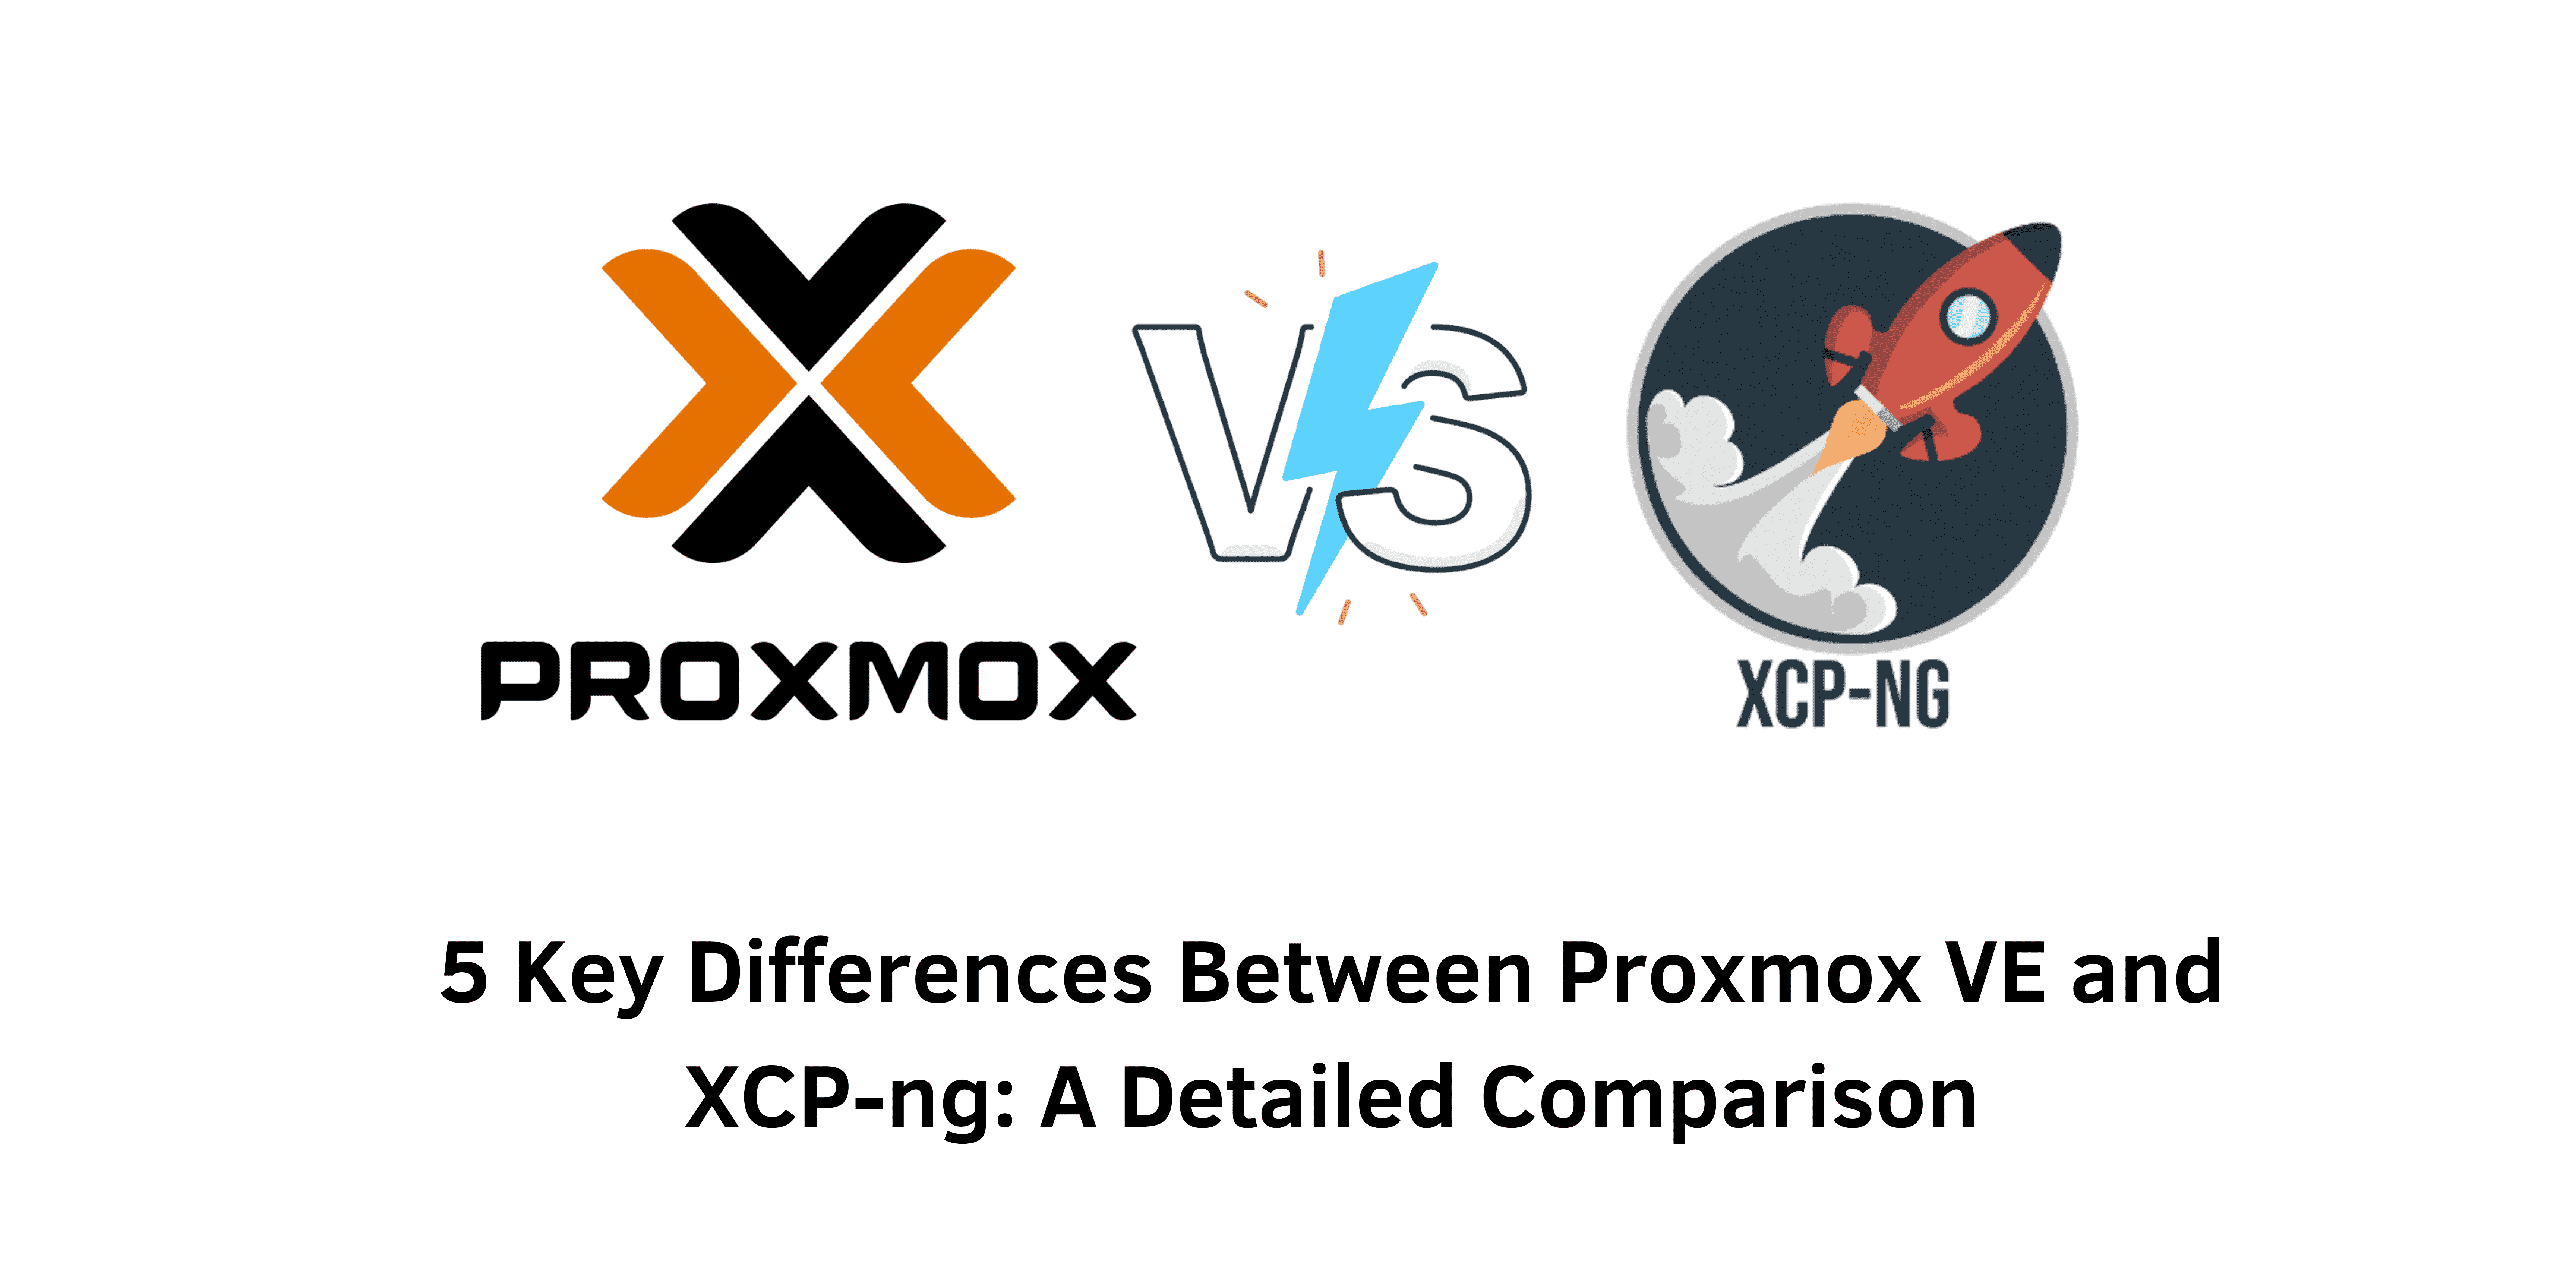 PROXMOX
VS
XCP-NG
5 Key Differences Between Proxmox VE and
XCP-ng: A Detailed Comparison